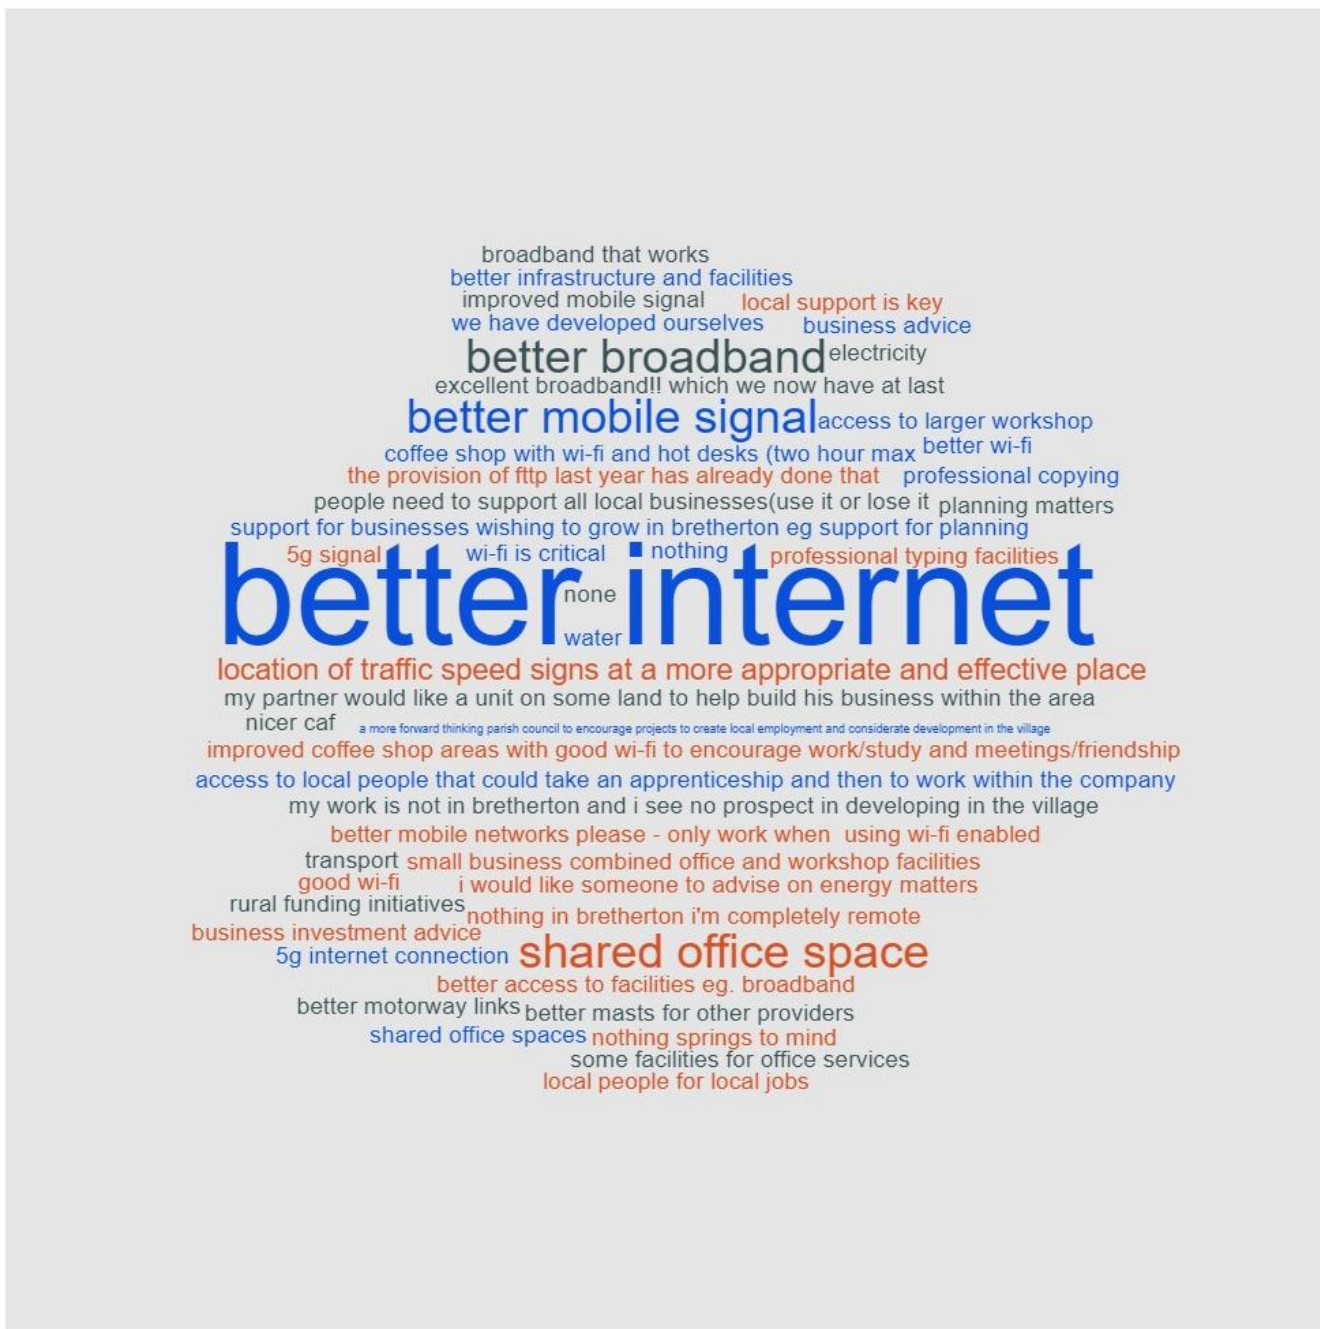 broadband that works
better infrastructure and facilities
improved mobile signal
local support is key
we have developed ourselves
business advice
better broadband
electricity
excellent broadband!! which we now have at last
better mobile signal
access to larger workshop
coffee shop with wi-fi and hot desks (two hour max
better wi-fi
the provision of fttp last year has already done that
professional copying
people need to support all local businesses(use it or lose it
planning matters
support for businesses wishing to grow in bretherton eg support for planning
5g signal
wi-fi is critical
nothing
professional typing facilities
better internet
none
water
location of traffic speed signs at a more appropriate and effective place
my partner would like a unit on some land to help build his business within the area
nicer caf
a more forward thinking parish council to encourage projects to create local employment and considerate development in the village
improved coffee shop areas with good wi-fi to encourage work/study and meetings/friendship
access to local people that could take an apprenticeship and then to work within the company
my work is not in bretherton and i see no prospect in developing in the village
better mobile networks please - only work when using wi-fi enabled
transport
small business combined office and workshop facilities
good wi-fi
i would like someone to advise on energy matters
rural funding initiatives
nothing in bretherton i'm completely remote
business investment advice
5g internet connection
shared office space
better access to facilities eg. broadband
better motorway links
better masts for other providers
shared office spaces
nothing springs to mind
some facilities for office services
local people for local jobs